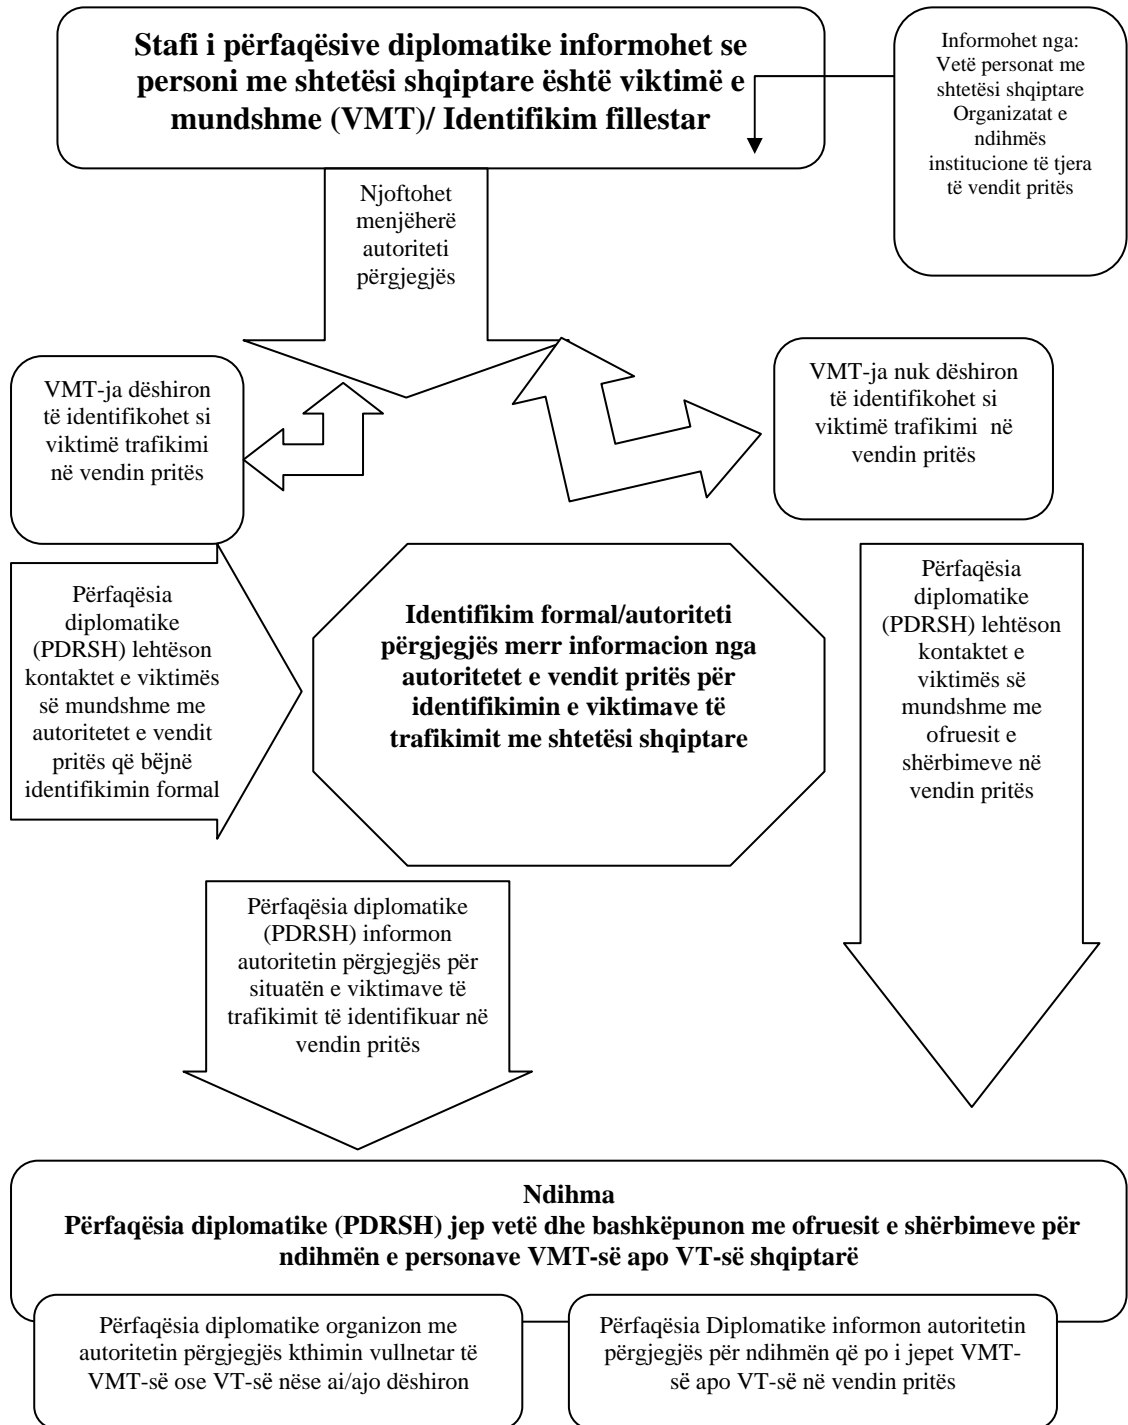 Stafi i përfaqësive diplomatike informohet se
personi me shtetësi shqiptare është viktimë e
mundshme (VMT)/ Identifikim fillestar
Informohet nga:
Vetë personat me
shtetësi shqiptare
Organizatat e
ndihmës
institucione të tjera
të vendit pritës
Njoftohet
menjëherë
autoriteti
përgjegjës
VMT-ja dëshiron
të identifikohet si
viktimë trafikimi
në vendin pritës
VMT-ja nuk dëshiron
të identifikohet si
viktimë trafikimi në
vendin pritës
Përfaqësia
diplomatike
(PDRSH) lehtëson
kontaktet e viktimës
së mundshme me
autoritetet e vendit
pritës që bëjnë
identifikimin formal
Identifikim formal/autoriteti
përgjegjës merr informacion nga
autoritetet e vendit pritës për
identifikimin e viktimave të
trafikimit me shtetësi shqiptare
Përfaqësia
diplomatike
(PDRSH) lehtëson
kontaktet e
viktimës së
mundshme me
ofruesit e
shërbimeve në
vendin pritës
Përfaqësia diplomatike
(PDRSH) informon
autoritetin përgjegjës për
situatën e viktimave të
trafikimit të identifikuar në
vendin pritës
Ndihma
Përfaqësia diplomatike (PDRSH) jep vetë dhe bashkëpunon me ofruesit e shërbimeve për
ndihmën e personave VMT-së apo VT-së shqiptarë
Përfaqësia diplomatike organizon me
autoritetin përgjegjës kthimin vullnetar të
VMT-së ose VT-së nëse ai/ajo dëshiron
Përfaqësia Diplomatike informon autoritetin
përgjegjës për ndihmën që po i jepet VMT-
së apo VT-së në vendin pritës